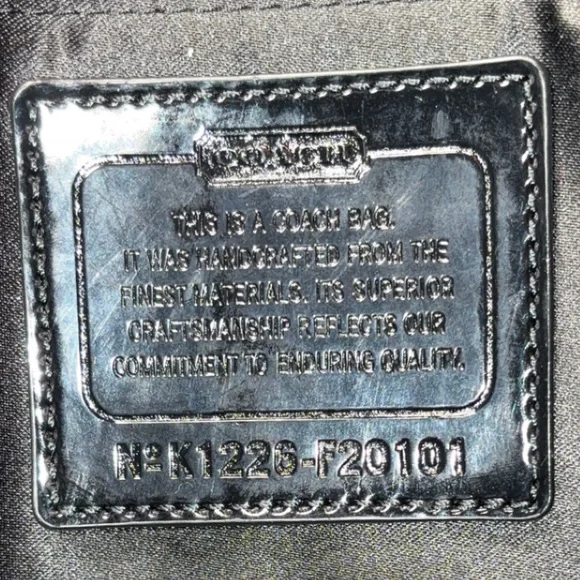 COACH
THIS IS A COACH BAG.
IT WAS HANDCRAFTED FROM THE
FINEST MATERIALS. ITS SUPERIOR
CRAFTSMANSHIP REFLECTS OUR
COMMITMENT TO ENDURING QUALITY.
Nº K1226-F20101